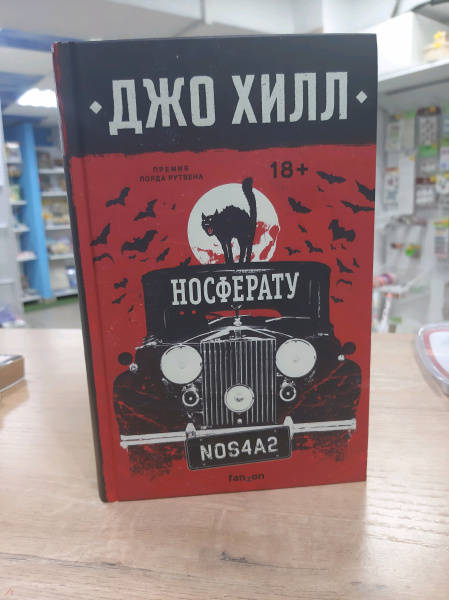 ДЖО ХИЛЛ
ПРЕМИЯ
ЛОРДА РУТВЕНА
18+
НОСФЕРАТУ
NOS4A2
fanzon